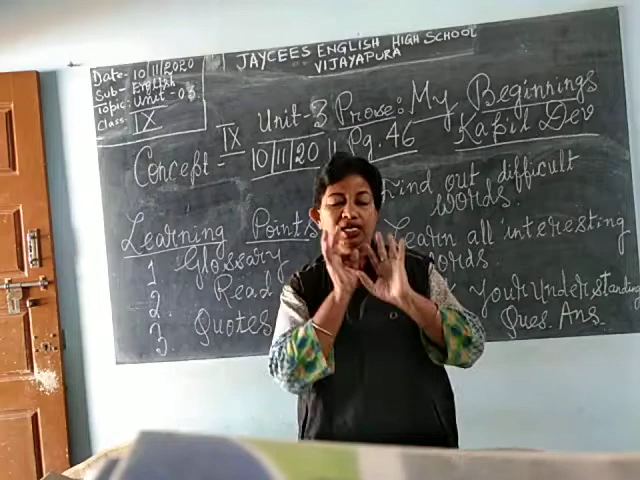 Date- 10/11/2020
Sub- English
Topic: Unit-03
Class: IX
JAYCEES ENGLISH HIGH SCHOOL
VIJAYAPURA
Unit-3 Prose: My Beginnings
Concept = IX 10/11/20 Pg. 46 Kapil Dev
Learning Points
1 Glossary
2. Read
3. Quotes
Find out difficult
words.
Learn all interesting
words.
Your understanding
Ques. Ans.